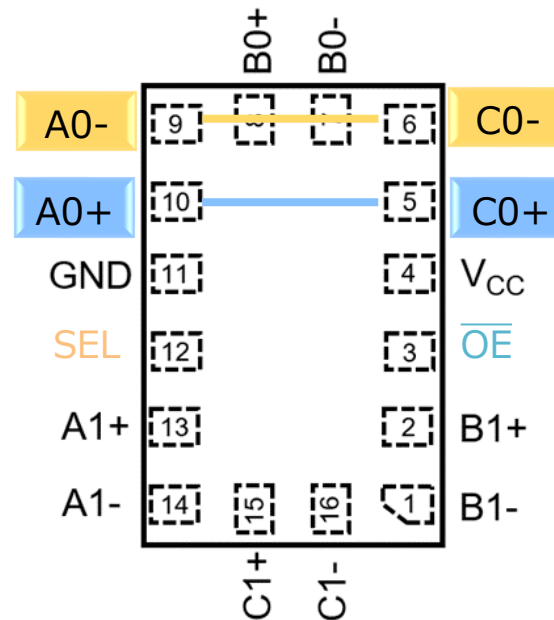 B0+ B0-
A0- 9 8 7 6 C0-
A0+ 10 5 C0+
GND 11 4 VCC
SEL 12 3 O̅E̅
A1+ 13 2 B1+
A1- 14 15 16 1 B1-
C1+ C1-